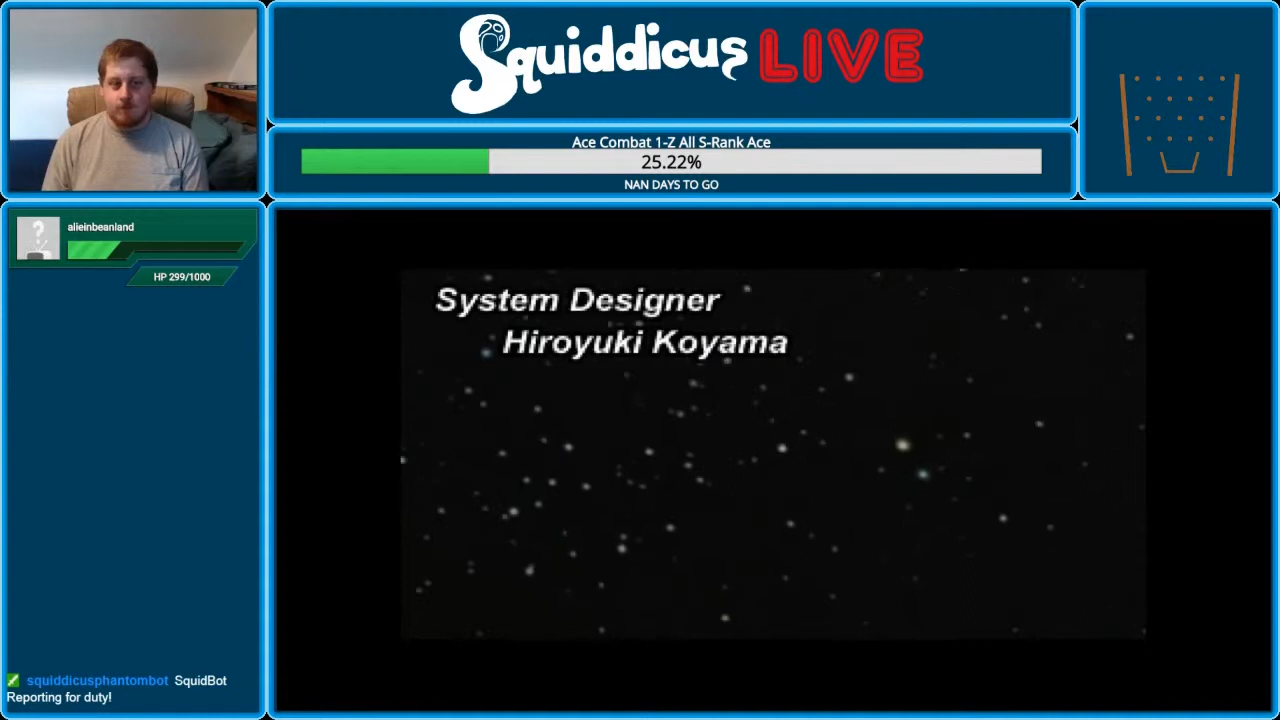 Squiddicus LIVE
Ace Combat 1-Z All S-Rank Ace
25.22%
NAN DAYS TO GO
alieinbeanland
HP 299/1000
System Designer
Hiroyuki Koyama
squiddicusphantombot SquidBot
Reporting for duty!